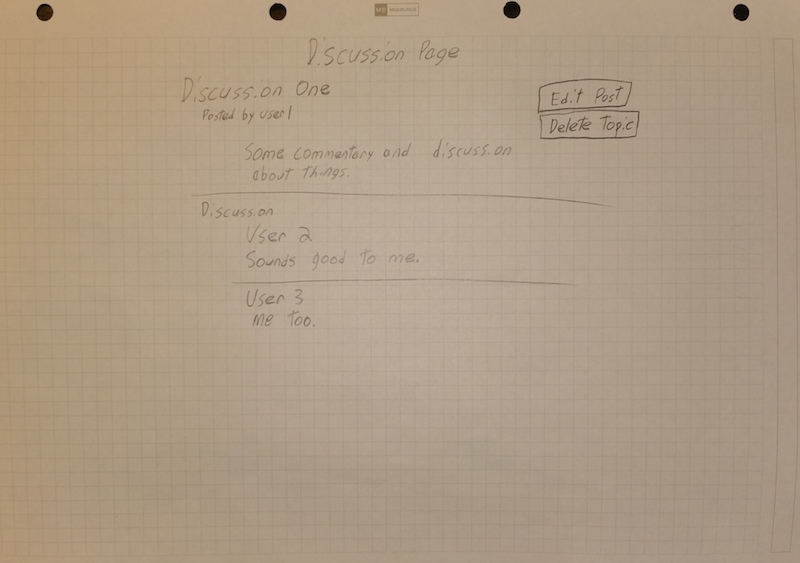 Discussion Page
Discussion One
Posted by user1
Edit Post
Delete Topic
Some commentary and discussion
about things.
Discussion
User 2
Sounds good to me.
User 3
me too.